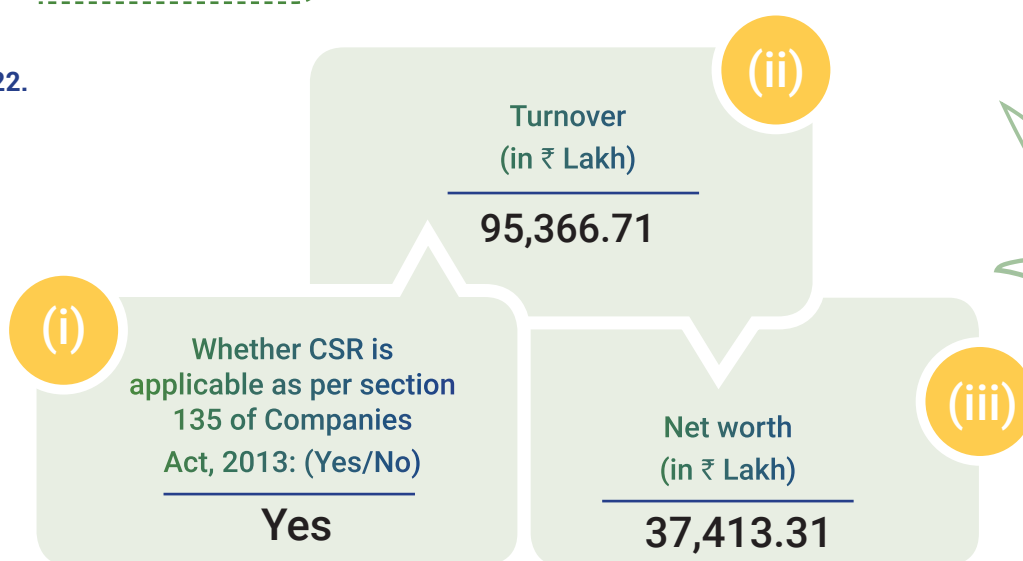 22.
(i)
Whether CSR is
applicable as per section
135 of Companies
Act, 2013: (Yes/No)
Yes
(ii)
Turnover
(in ₹ Lakh)
95,366.71
(iii)
Net worth
(in ₹ Lakh)
37,413.31